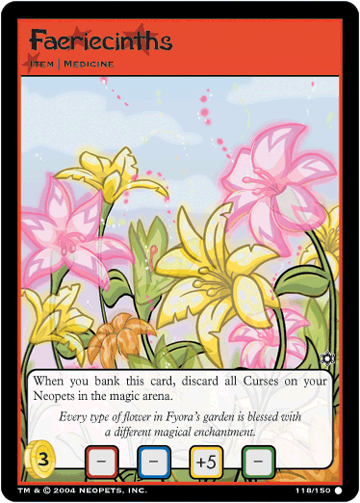 Faeriecinths
Item | Medicine
When you bank this card, discard all Curses on your
Neopets in the magic arena.
Every type of flower in Fyora's garden is blessed with
a different magical enchantment.
3 – – +5 –
TM & © 2004 NEOPETS, INC. 118/150